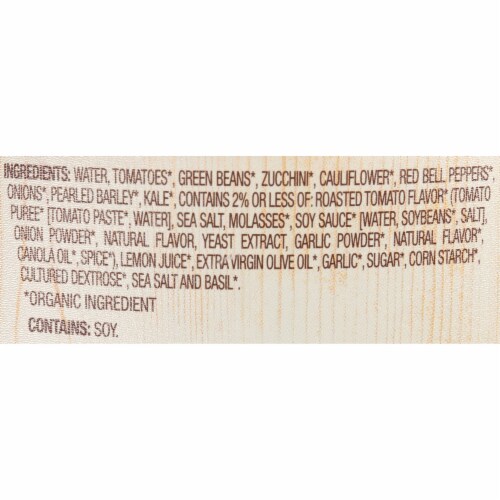 INGREDIENTS: WATER, TOMATOES*, GREEN BEANS*, ZUCCHINI*, CAULIFLOWER*, RED BELL PEPPERS*
ONIONS*, PEARLED BARLEY*, KALE*, CONTAINS 2% OR LESS OF: ROASTED TOMATO FLAVOR* (TOMATO
PUREE* [TOMATO PASTE*, WATER], SEA SALT, MOLASSES* SOY SAUCE* [WATER, SOYBEANS*, SALT],
ONION POWDER*, NATURAL FLAVOR, YEAST EXTRACT, GARLIC POWDER*, NATURAL FLAVOR*,
CANOLA OIL*, SPICE*), LEMON JUICE*, EXTRA VIRGIN OLIVE OIL*, GARLIC*, SUGAR*, CORN STARCH*,
CULTURED DEXTROSE*, SEA SALT AND BASIL*.
*ORGANIC INGREDIENT
CONTAINS: SOY.